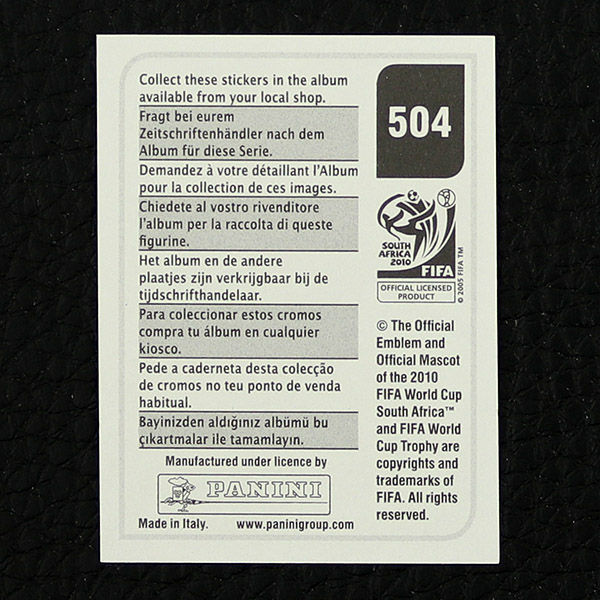 Collect these stickers in the album
available from your local shop.
Fragt bei eurem
Zeitschriftenhändler nach dem
Album für diese Serie.
Demandez à votre détaillant l'Album
pour la collection de ces images.
Chiedete al vostro rivenditore
l'album per la raccolta di queste
figurine.
Het album en de andere
plaatjes zijn verkrijgbaar bij de
tijdschrifthandelaar.
Para coleccionar estos cromos
compra tu álbum en cualquier
kiosco.
Pede a caderneta desta colecção
de cromos no teu ponto de venda
habitual.
Bayinizden aldığınız albümü bu
çıkartmalar ile tamamlayın.
Manufactured under licence by
PANINI
Made in Italy. www.paninigroup.com
504
SOUTH
AFRICA
2010
FIFA
OFFICIAL LICENSED
PRODUCT
© 2005 FIFA TM
© The Official
Emblem and
Official Mascot
of the 2010
FIFA World Cup
South Africa™
and FIFA World
Cup Trophy are
copyrights and
trademarks of
FIFA. All rights
reserved.